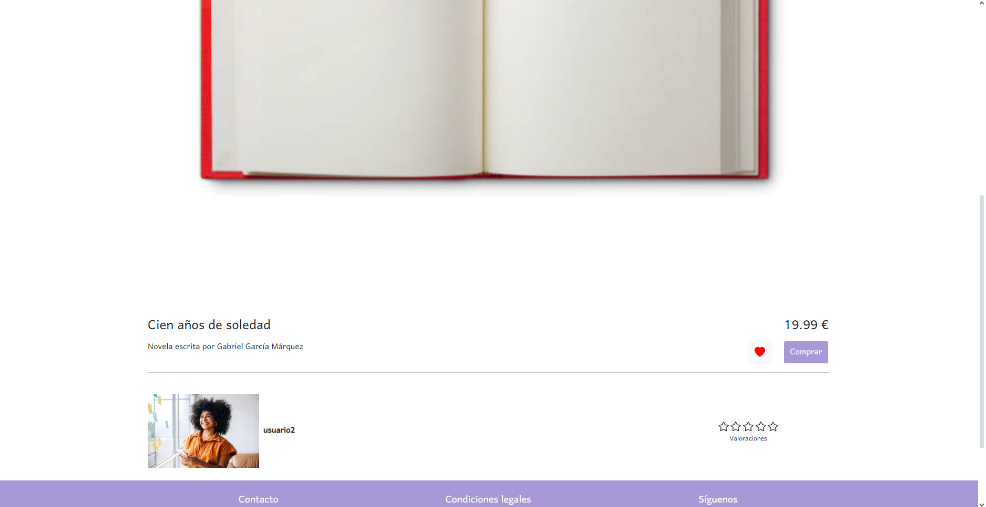 Cien años de soledad
19.99 €
Novela escrita por Gabriel García Márquez
Comprar
usuario2
Valoraciones
Contacto
Condiciones legales
Síguenos